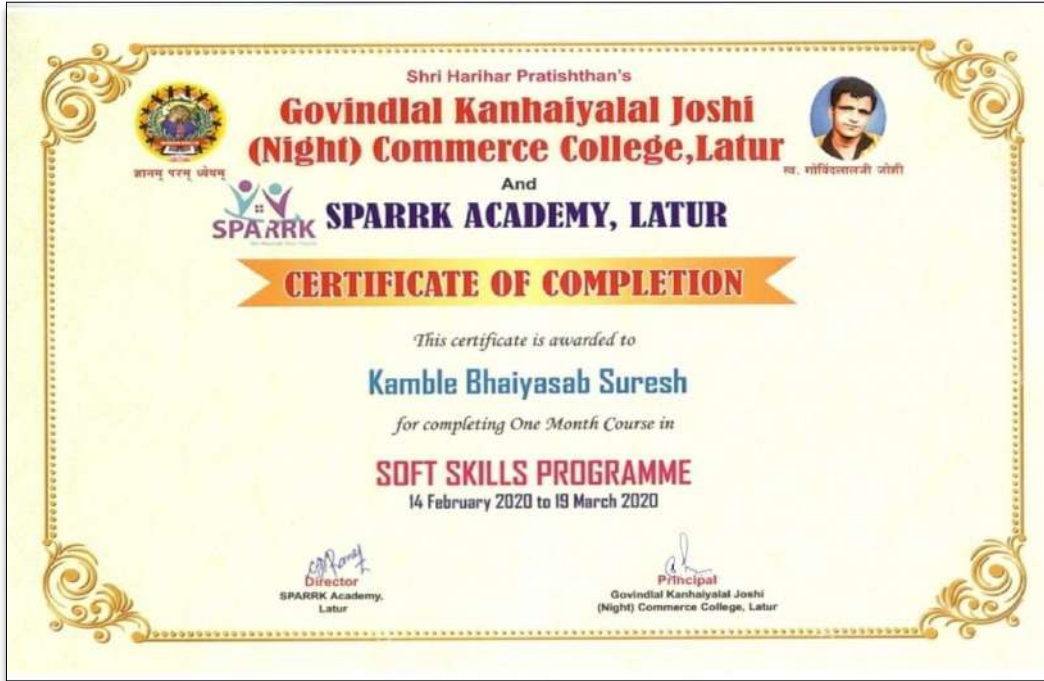 Shri Harihar Pratishthan's
Govindlal Kanhaiyalal Joshi
(Night) Commerce College,Latur
ज्ञानम् परम् ध्येयम्
स्व. गोविंदलालजी जोशी
And
SPARRK
SPARRK ACADEMY, LATUR
CERTIFICATE OF COMPLETION
This certificate is awarded to
Kamble Bhaiyasab Suresh
for completing One Month Course in
SOFT SKILLS PROGRAMME
14 February 2020 to 19 March 2020
Director
SPARRK Academy,
Latur
Principal
Govindlal Kanhaiyalal Joshi
(Night) Commerce College, Latur